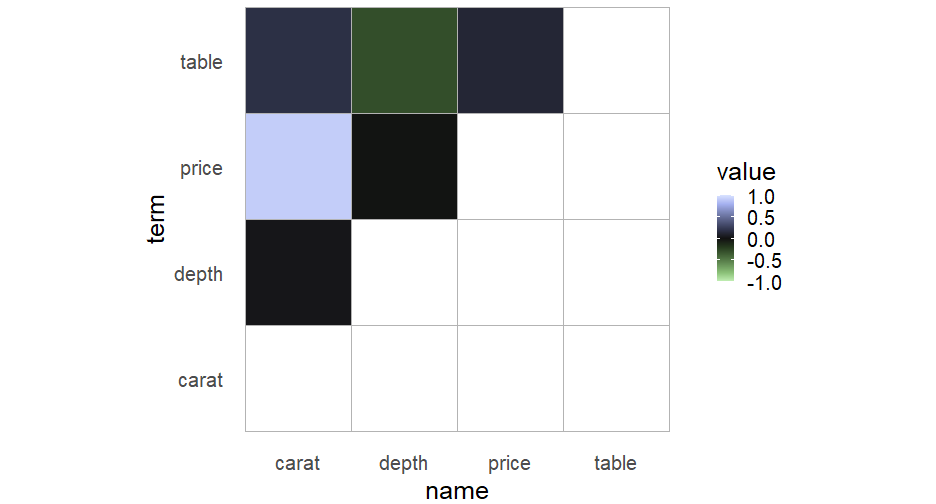 table
price
depth
carat
term
carat depth price table
name
value
1.0
0.5
0.0
-0.5
-1.0